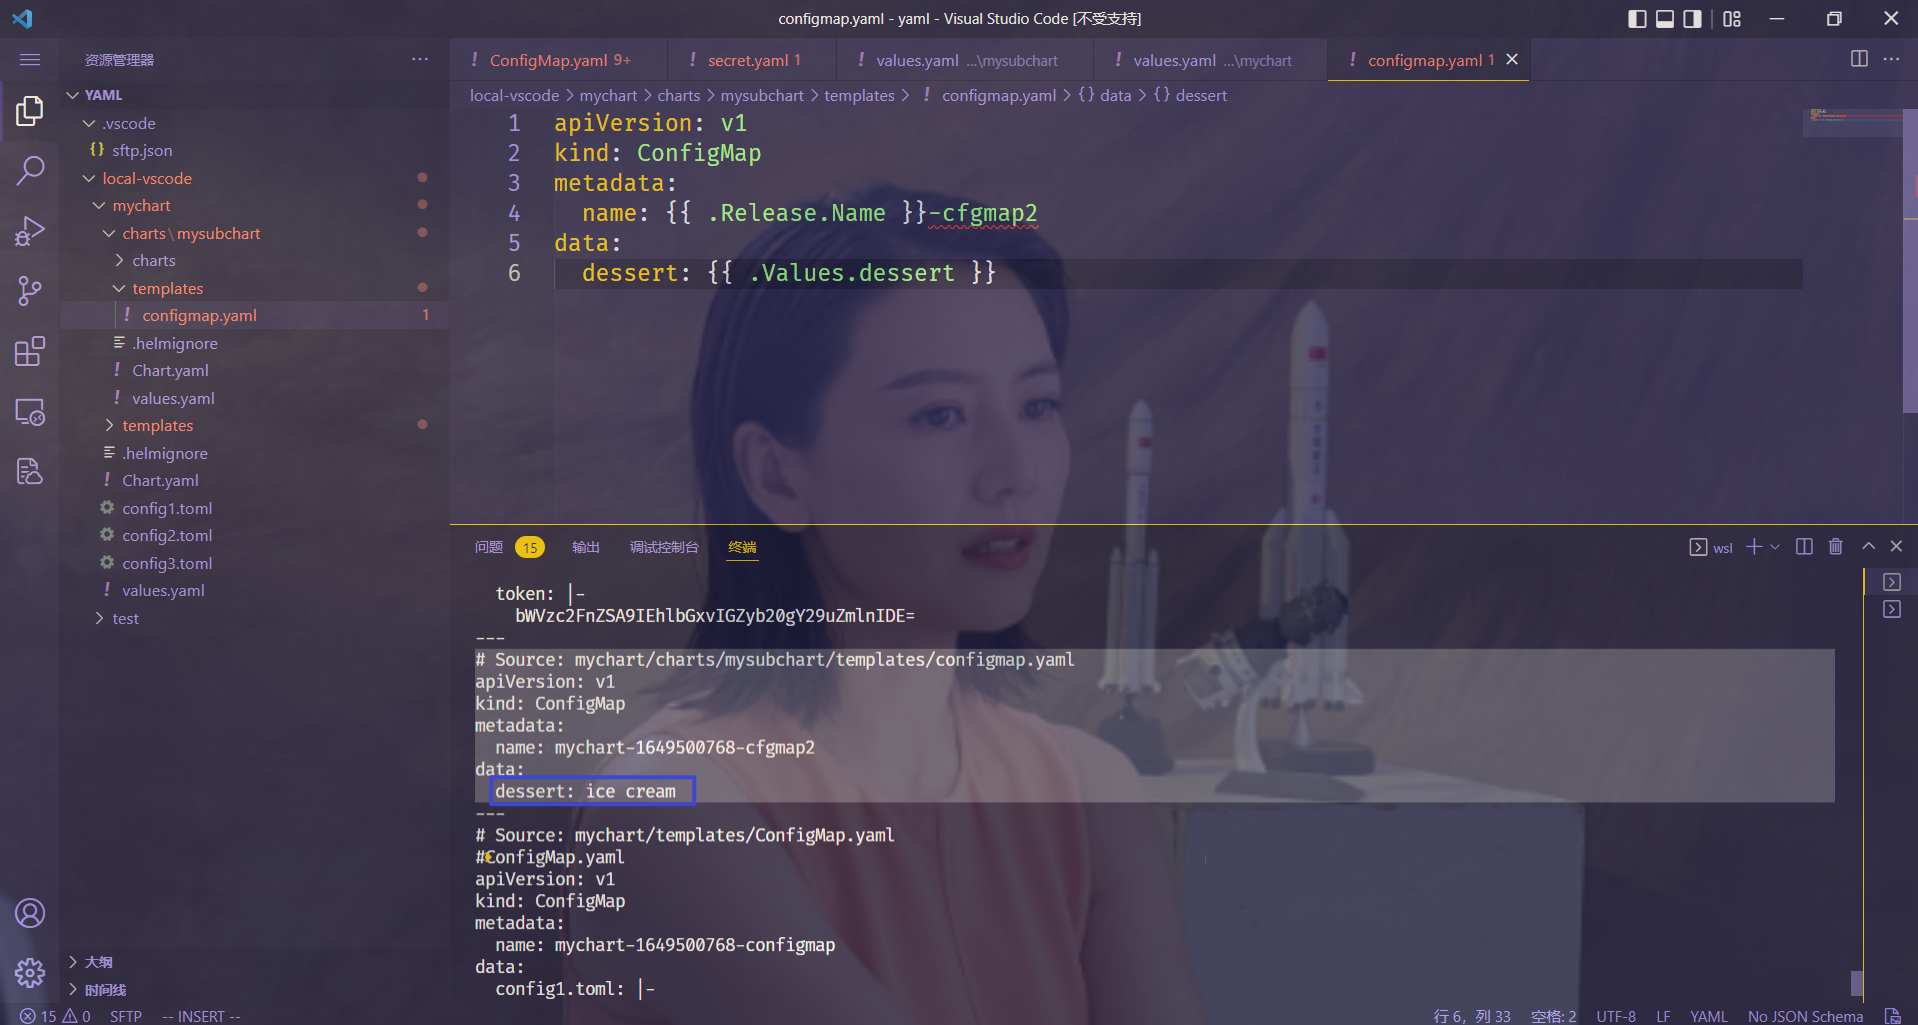 configmap.yaml - yaml - Visual Studio Code [不受支持]
资源管理器
YAML
.vscode
{} sftp.json
local-vscode
mychart
charts\mysubchart
charts
templates
! configmap.yaml 1
.helmignore
! Chart.yaml
! values.yaml
templates
.helmignore
! Chart.yaml
config1.toml
config2.toml
config3.toml
! values.yaml
test
大纲
时间线
! ConfigMap.yaml 9+
! secret.yaml 1
! values.yaml ...\mysubchart
! values.yaml ...\mychart
! configmap.yaml 1
local-vscode > mychart > charts > mysubchart > templates > ! configmap.yaml > {} data > {} dessert
1 apiVersion: v1
2 kind: ConfigMap
3 metadata:
4   name: {{ .Release.Name }}-cfgmap2
5 data:
6   dessert: {{ .Values.dessert }}
问题 15 输出 调试控制台 终端
wsl
  token: |-
    bWVzc2FnZSA9IEhlbGxvIGZyb20gY29uZmlnIDE=
---
# Source: mychart/charts/mysubchart/templates/configmap.yaml
apiVersion: v1
kind: ConfigMap
metadata:
  name: mychart-1649500768-cfgmap2
data:
  dessert: ice cream
---
# Source: mychart/templates/ConfigMap.yaml
#ConfigMap.yaml
apiVersion: v1
kind: ConfigMap
metadata:
  name: mychart-1649500768-configmap
data:
  config1.toml: |-
15 0 SFTP -- INSERT --
行 6，列 33 空格: 2 UTF-8 LF YAML No JSON Schema